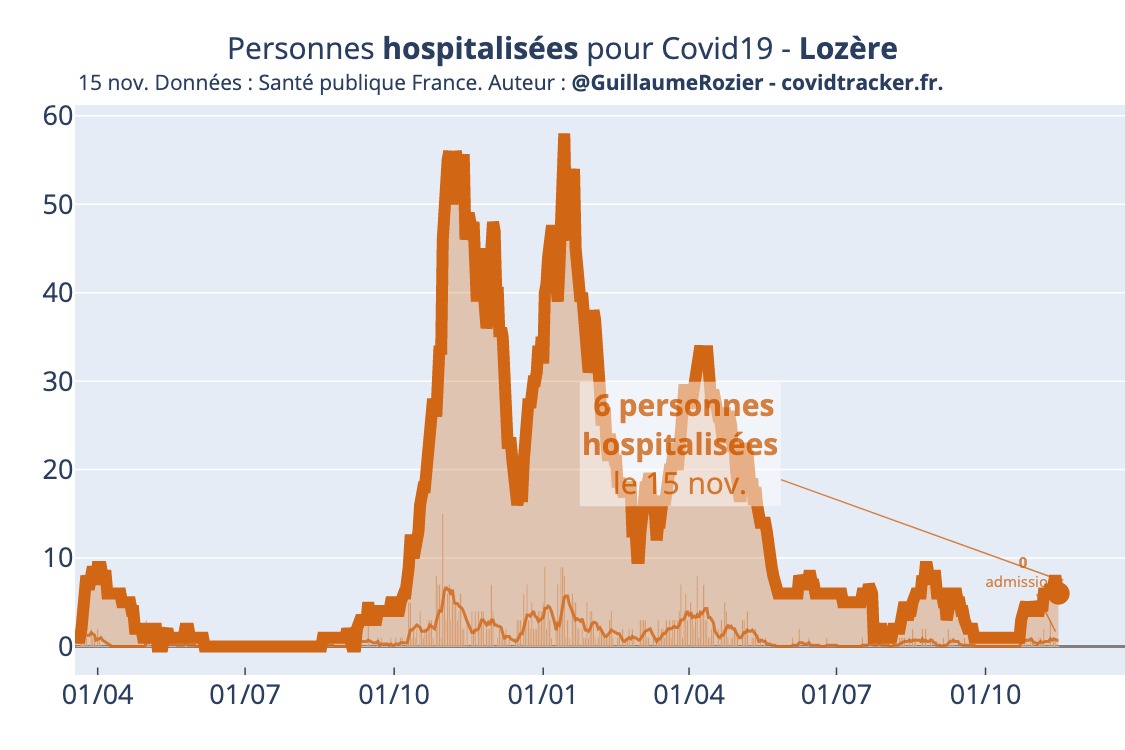 Personnes hospitalisées pour Covid19 - Lozère
15 nov. Données : Santé publique France. Auteur : @GuillaumeRozier - covidtracker.fr.
60
50
40
30
20
10
0
6 personnes
hospitalisées
le 15 nov.
0
01/04 01/07 01/10 01/01 01/04 01/07 01/10